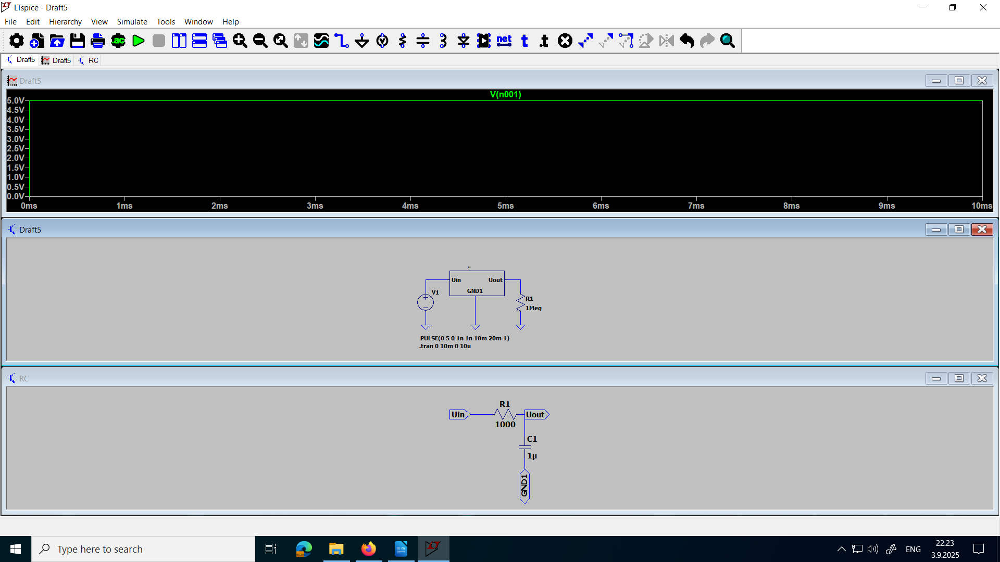 LTspice - Draft5
File Edit Hierarchy View Simulate Tools Window Help
.ac net t .t
Draft5 Draft5 RC
Draft5
V(n001)
5.0V
4.5V
4.0V
3.5V
3.0V
2.5V
2.0V
1.5V
1.0V
0.5V
0.0V
0ms 1ms 2ms 3ms 4ms 5ms 6ms 7ms 8ms 9ms 10ms
Draft5
X1
Uin Uout
GND1
V1
R1
1Meg
PULSE(0 5 0 1n 1n 10m 20m 1)
.tran 0 10m 0 10u
RC
R1
Uin Uout
1000
C1
1µ
GND1
Type here to search
ENG
22.23
3.9.2025